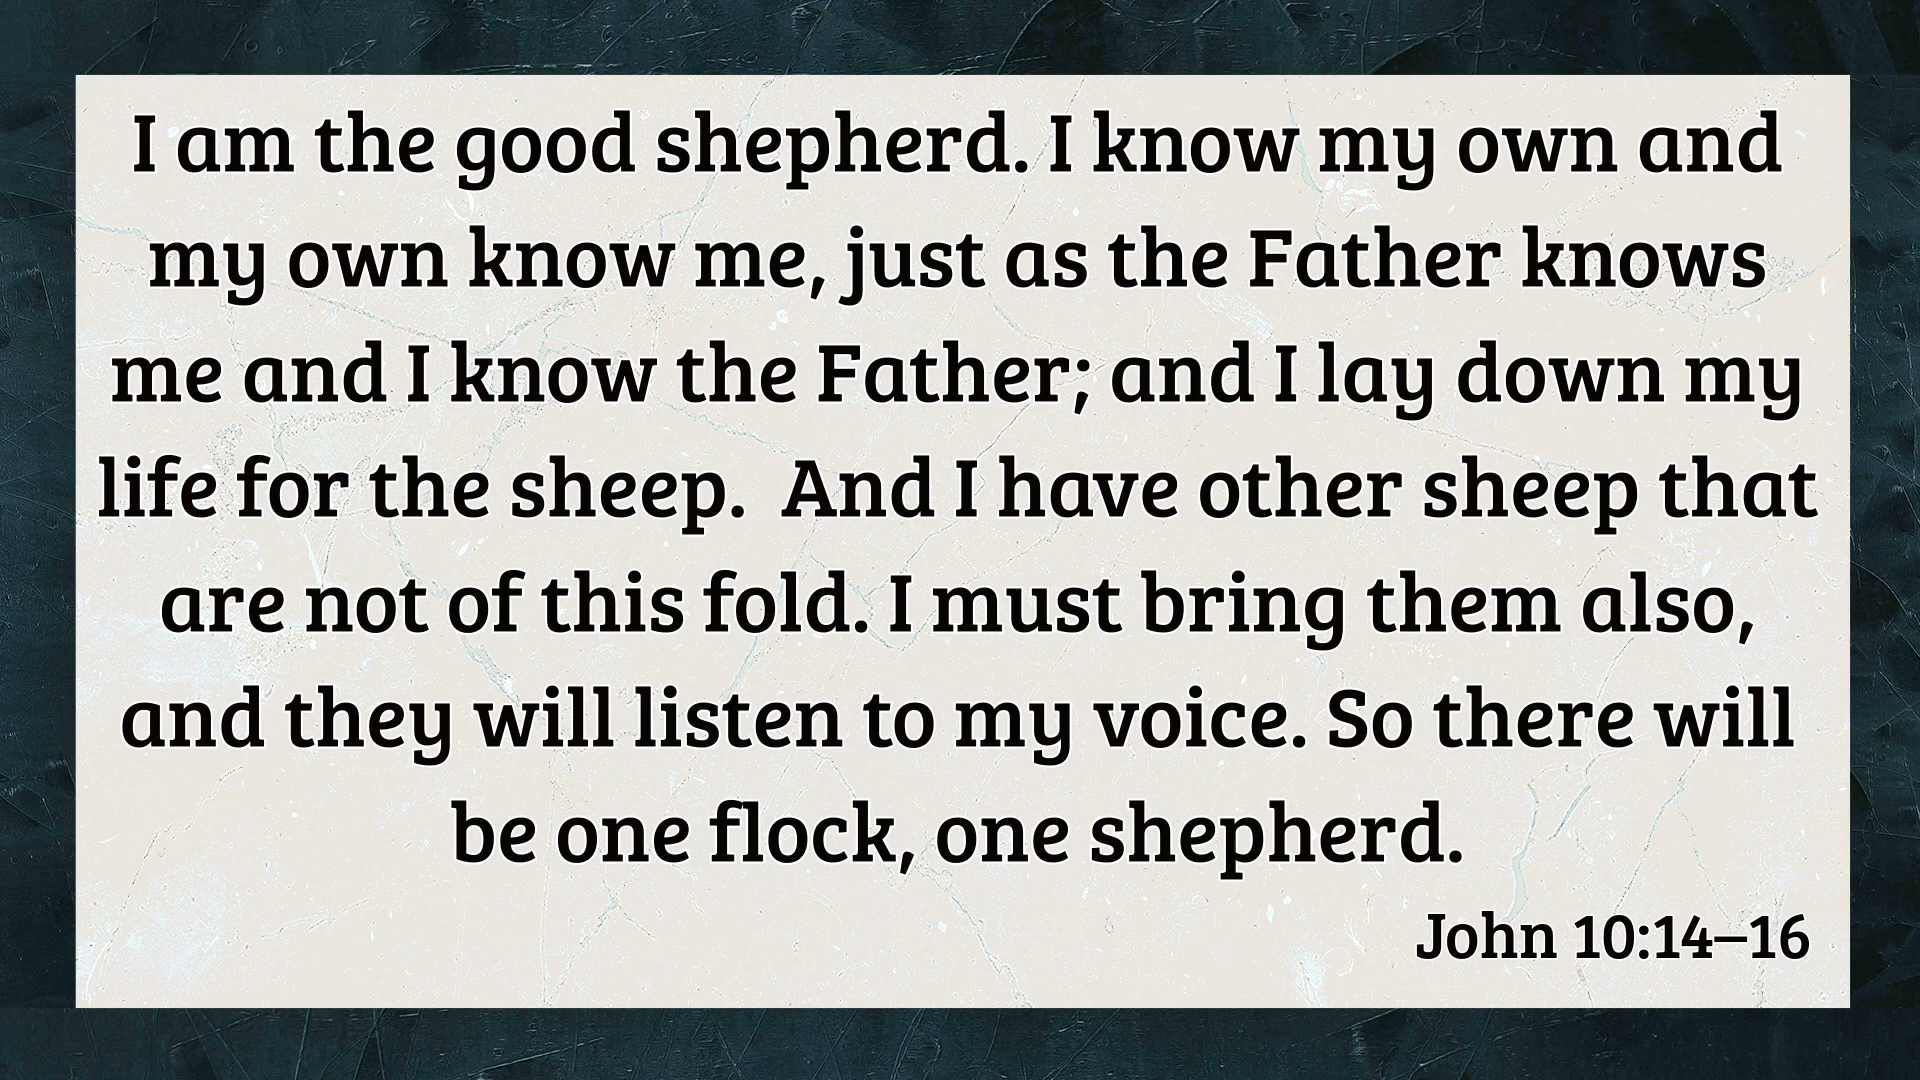 I am the good shepherd. I know my own and
my own know me, just as the Father knows
me and I know the Father; and I lay down my
life for the sheep.  And I have other sheep that
are not of this fold. I must bring them also,
and they will listen to my voice. So there will
be one flock, one shepherd.
John 10:14–16